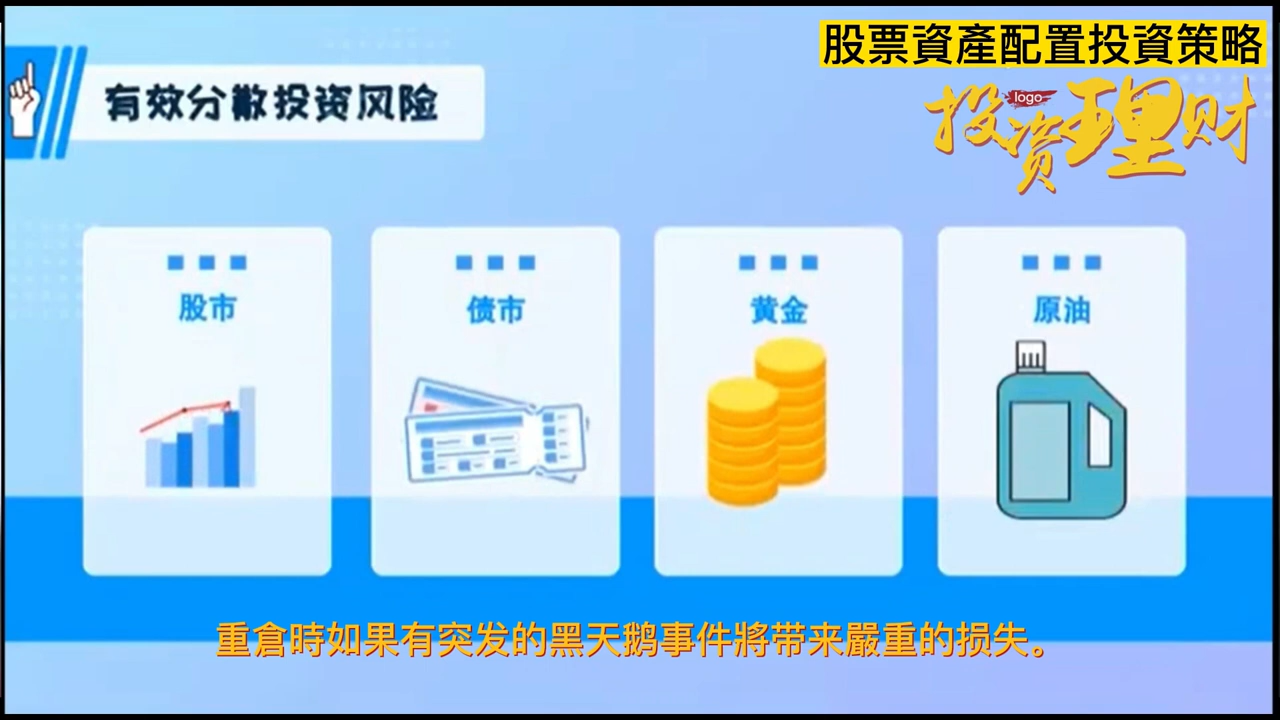 股票資產配置投資策略
logo
投资理财
有效分散投资风险
股市
债市
黄金
原油
重倉時如果有突发的黑天鹅事件將带来嚴重的损失。